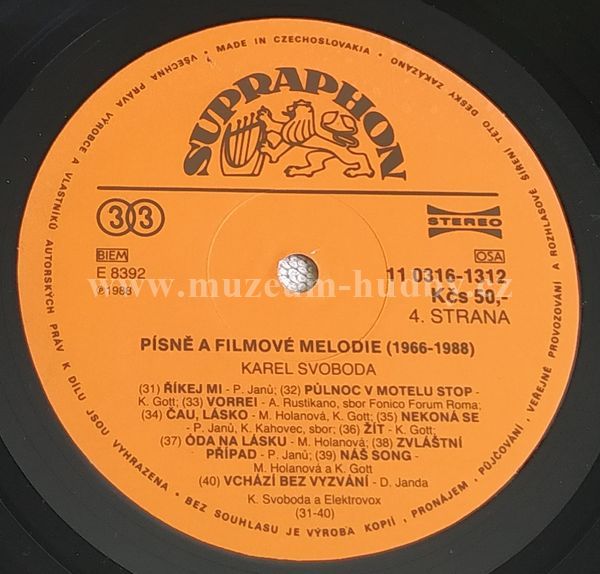 VŠECHNA PRÁVA VÝROBCE A VLASTNÍKŮ AUTORSKÝCH PRÁV K DÍLU JSOU VYHRAZENA • BEZ SOUHLASU JE VÝROBA KOPIÍ, PRONÁJEM, PŮJČOVÁNÍ, VEŘEJNÉ PROVOZOVÁNÍ A ROZHLASOVÉ ŠÍŘENÍ TÉTO DESKY ZAKÁZÁNO • MADE IN CZECHOSLOVAKIA •
SUPRAPHON
33
STEREO
BIEM
OSA
E 8392
11 0316-1312
℗1988
Kčs 50,-
www.muzeum-hudby.cz
4. STRANA
PÍSNĚ A FILMOVÉ MELODIE (1966-1988)
KAREL SVOBODA
(31) ŘÍKEJ MI - P. Janů; (32) PŮLNOC V MOTELU STOP -
K. Gott; (33) VORREI - A. Rustikano, sbor Fonico Forum Roma;
(34) ČAU, LÁSKO - M. Holanová, K. Gott; (35) NEKONÁ SE
- P. Janů, K. Kahovec, sbor; (36) ŽÍT - K. Gott;
(37) ÓDA NA LÁSKU - M. Holanová; (38) ZVLÁŠTNÍ
PŘÍPAD - P. Janů; (39) NÁŠ SONG -
M. Holanová a K. Gott
(40) VCHÁZÍ BEZ VYZVÁNÍ - D. Janda
K. Svoboda a Elektrovox
(31-40)